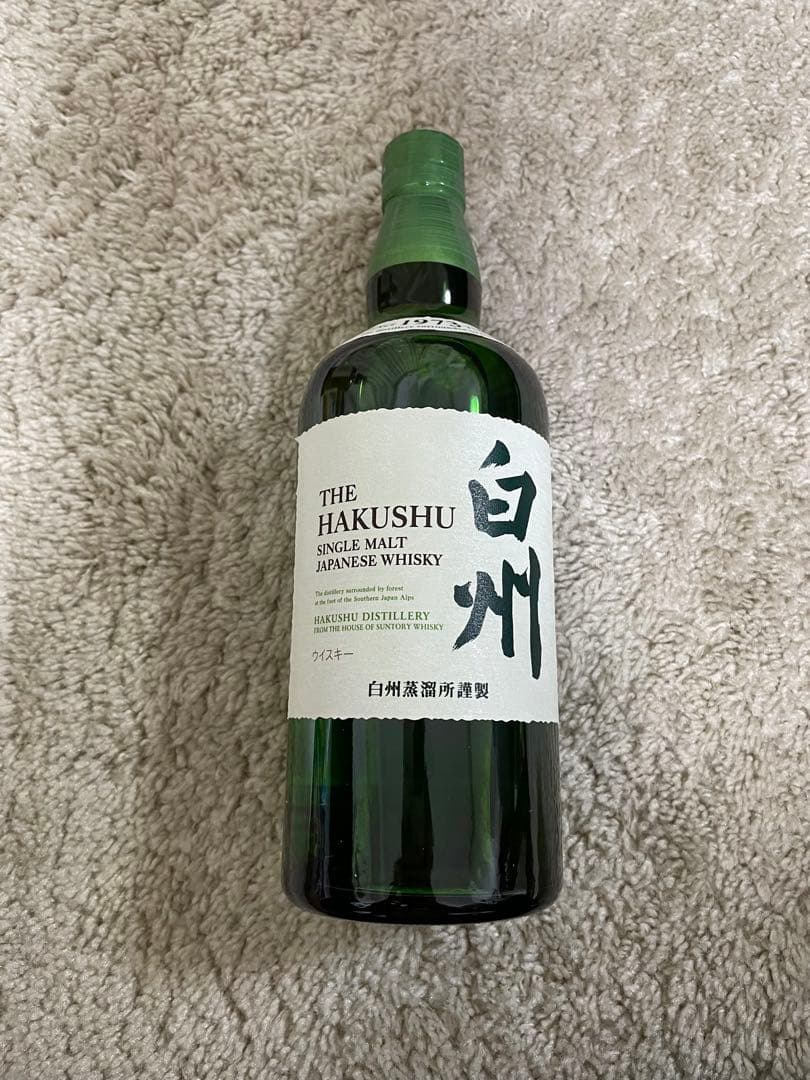 1973
THE
HAKUSHU
SINGLE MALT
JAPANESE WHISKY
白州
The distillery surrounded by forest
at the foot of the Southern Japan Alps
HAKUSHU DISTILLERY
FROM THE HOUSE OF SUNTORY WHISKY
ウイスキー
白州蒸溜所謹製